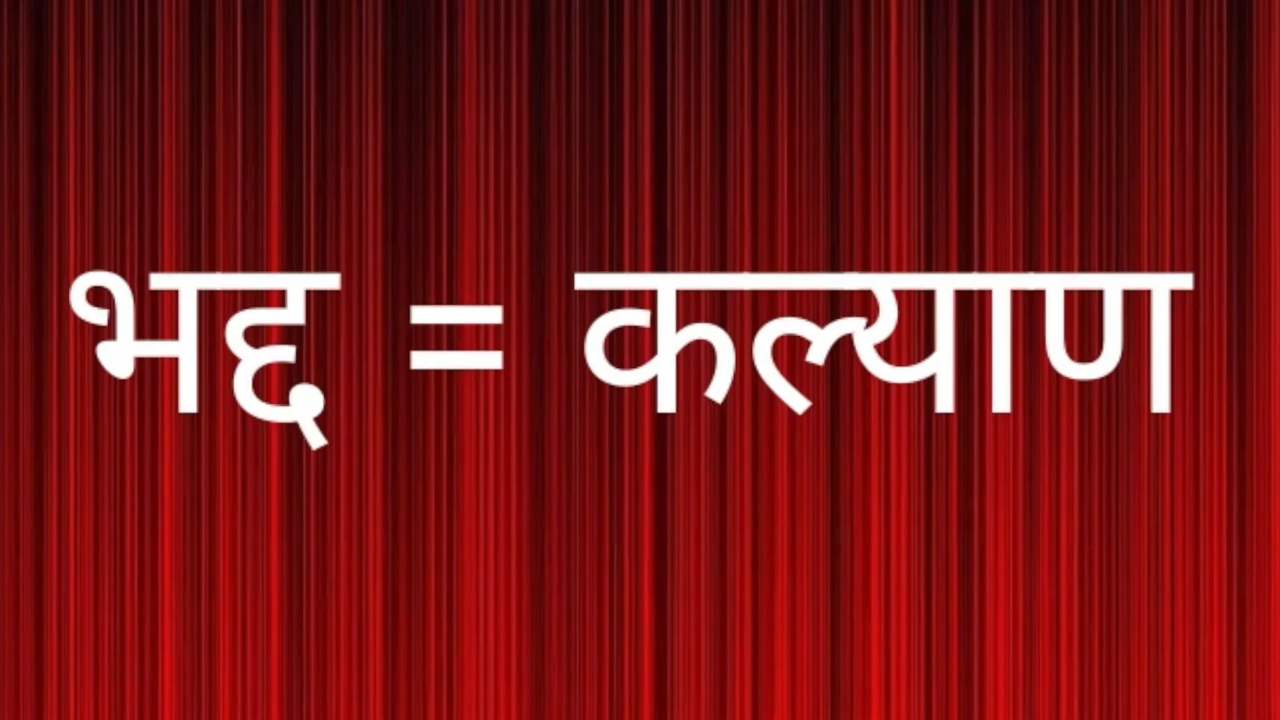 भद्द = कल्याण